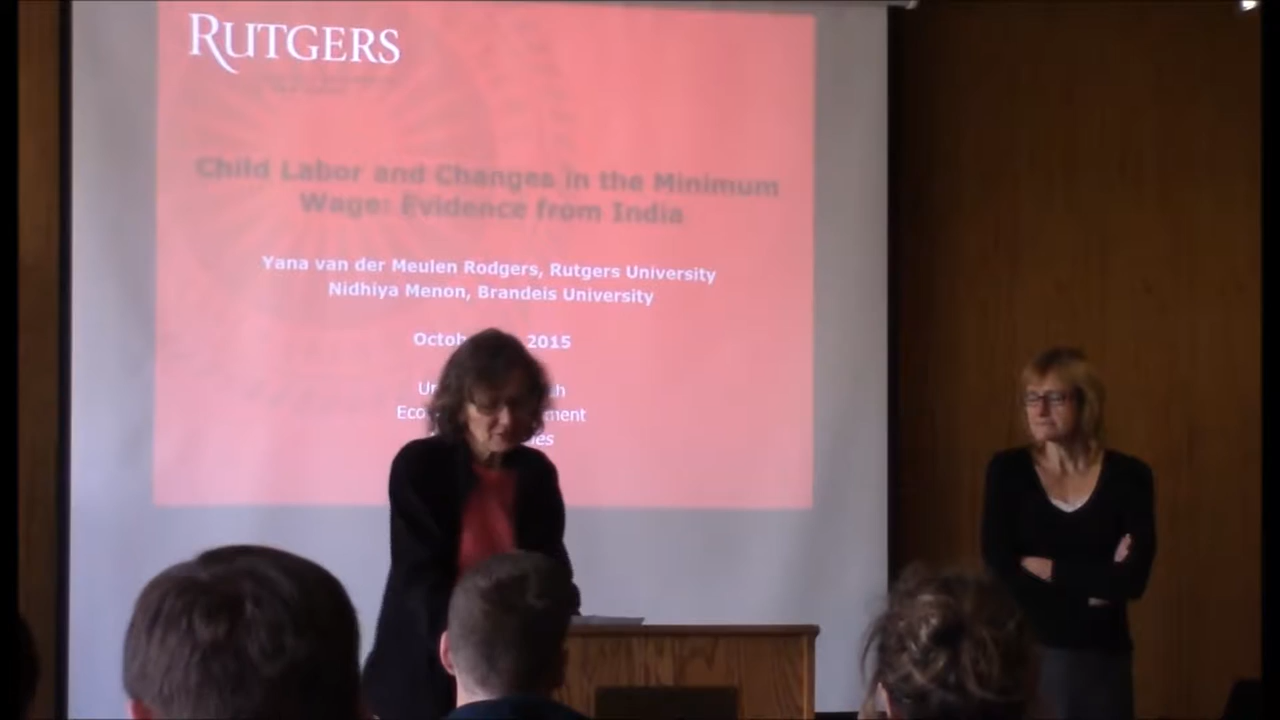 RUTGERS
Child Labor and Changes in the Minimum
Wage: Evidence from India
Yana van der Meulen Rodgers, Rutgers University
Nidhiya Menon, Brandeis University
2015